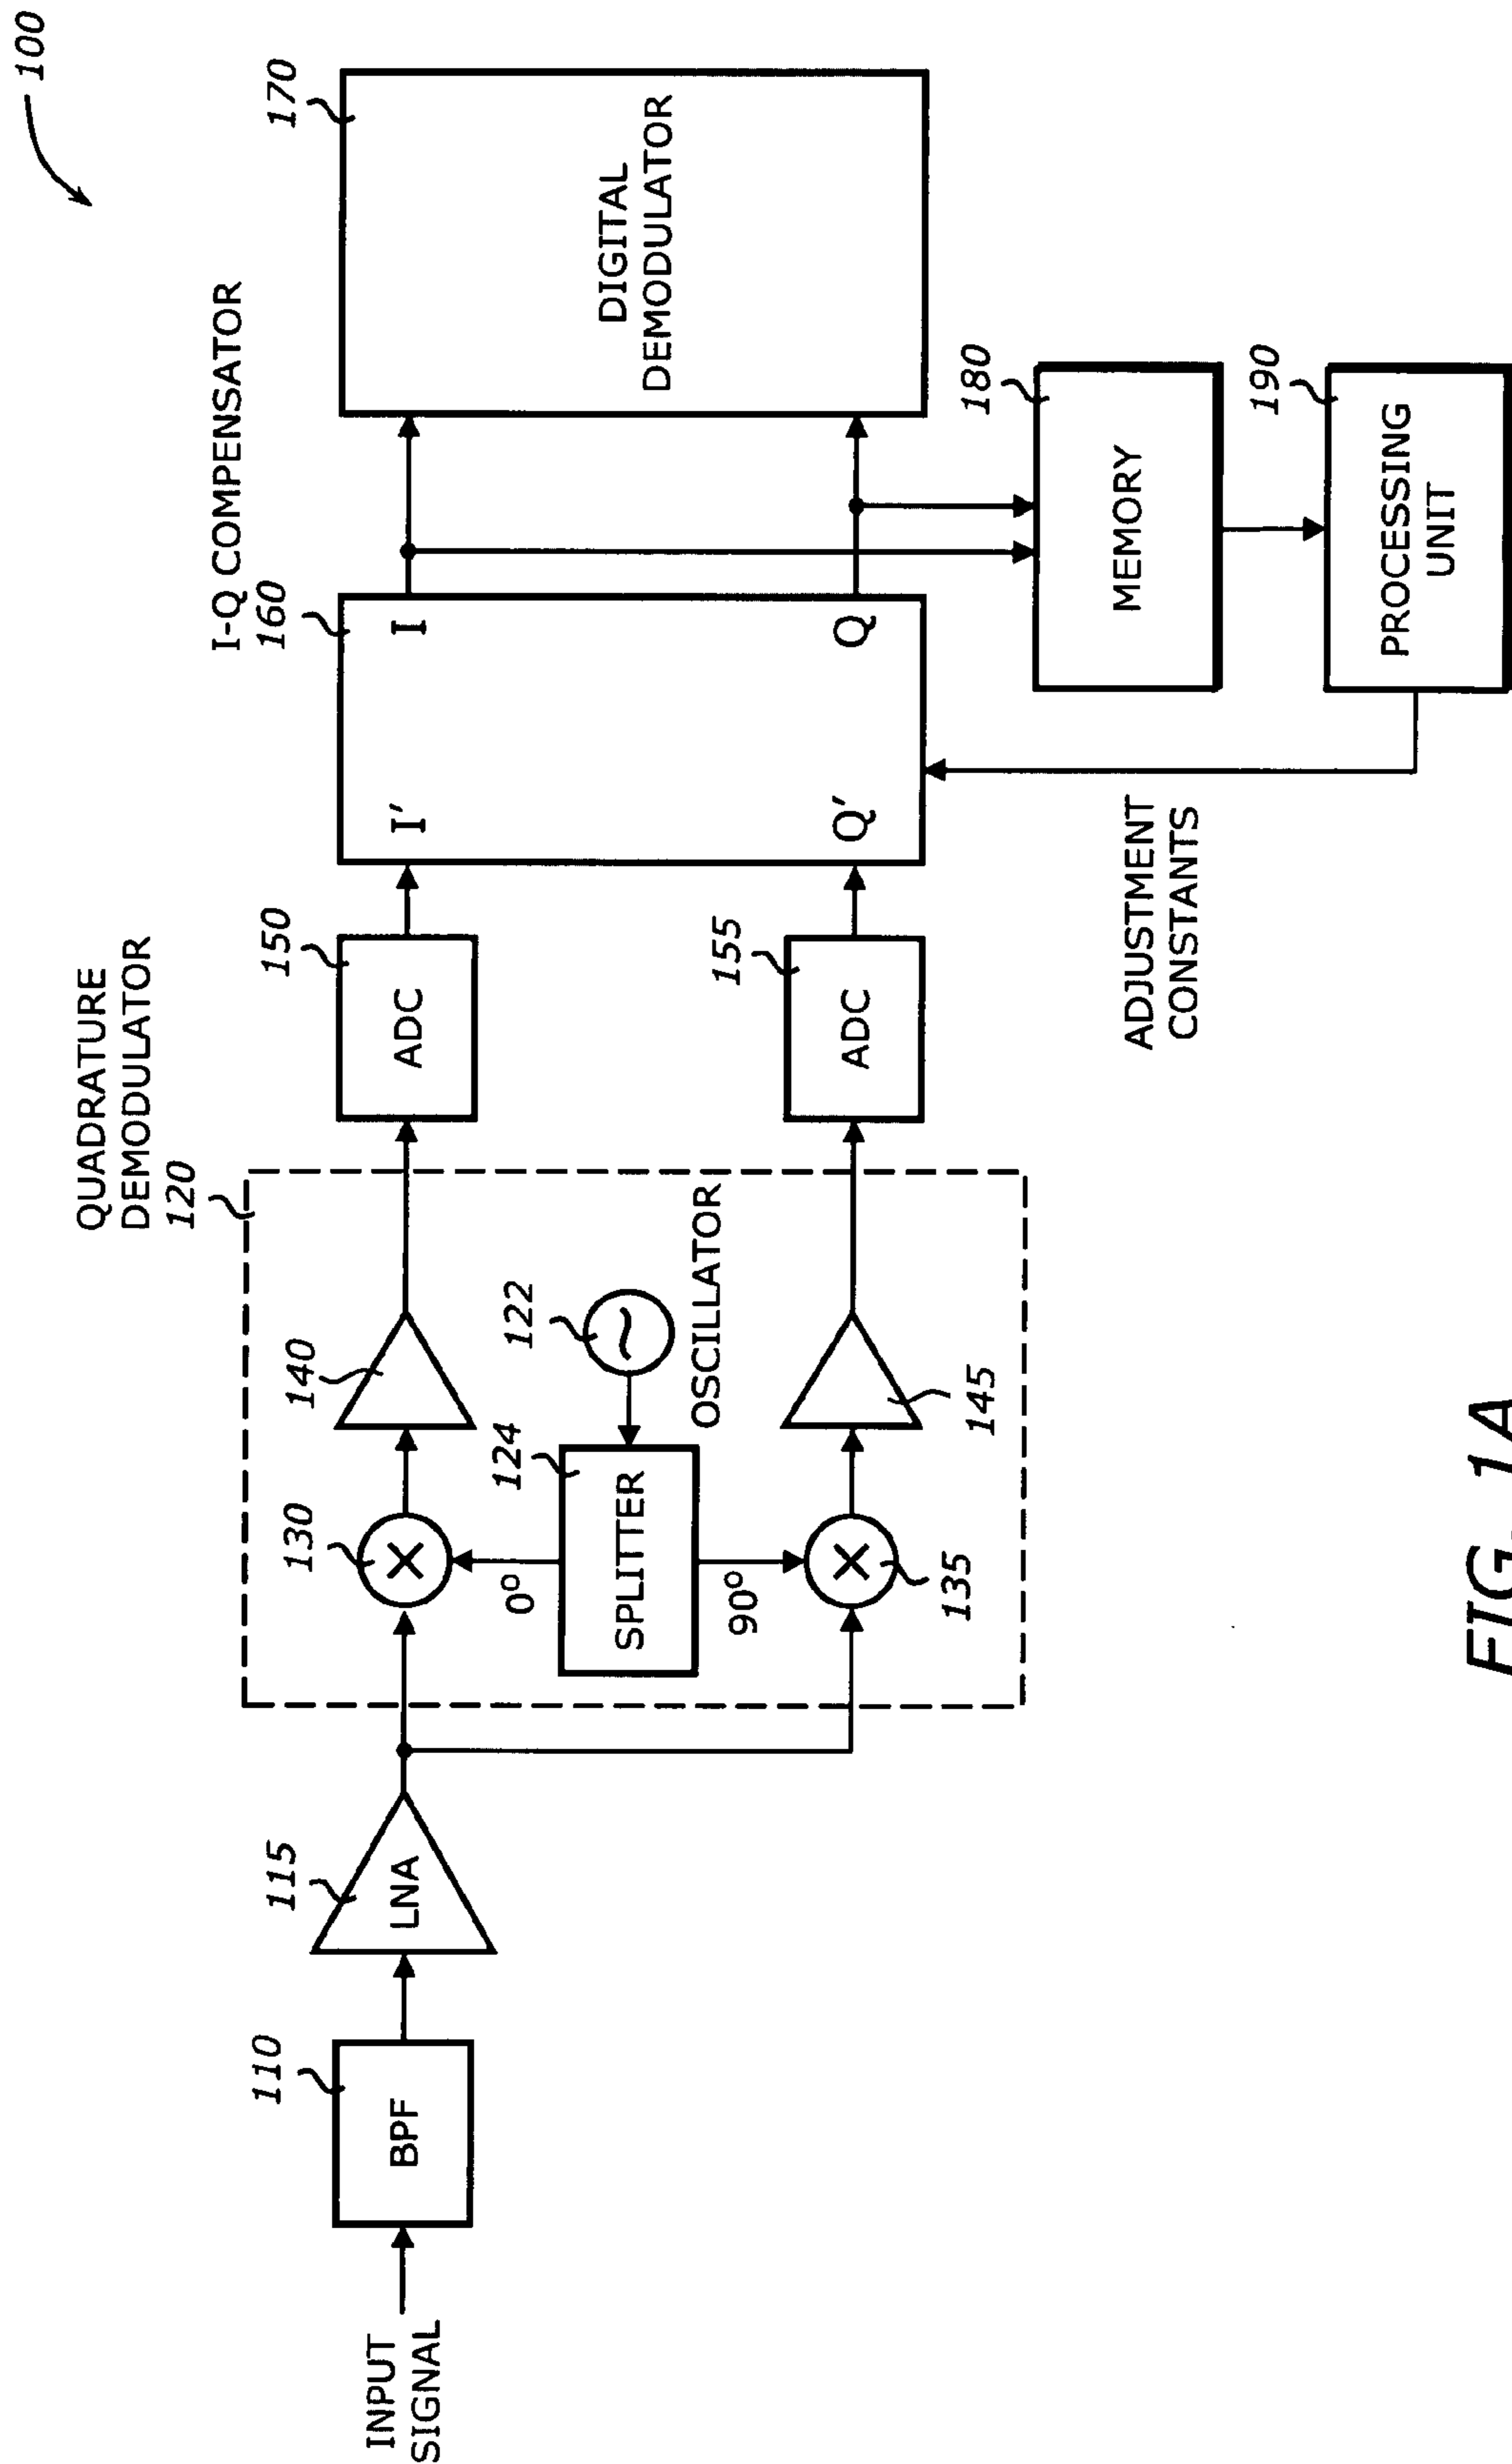 100
QUADRATURE
DEMODULATOR
120
I-Q COMPENSATOR
160
170
INPUT
SIGNAL
110
BPF
115
LNA
130
140
0°
124
SPLITTER
122
OSCILLATOR
90°
135
145
150
ADC
155
ADC
I'
Q'
I
Q
DIGITAL
DEMODULATOR
180
MEMORY
190
PROCESSING
UNIT
ADJUSTMENT
CONSTANTS
FIG. 1A